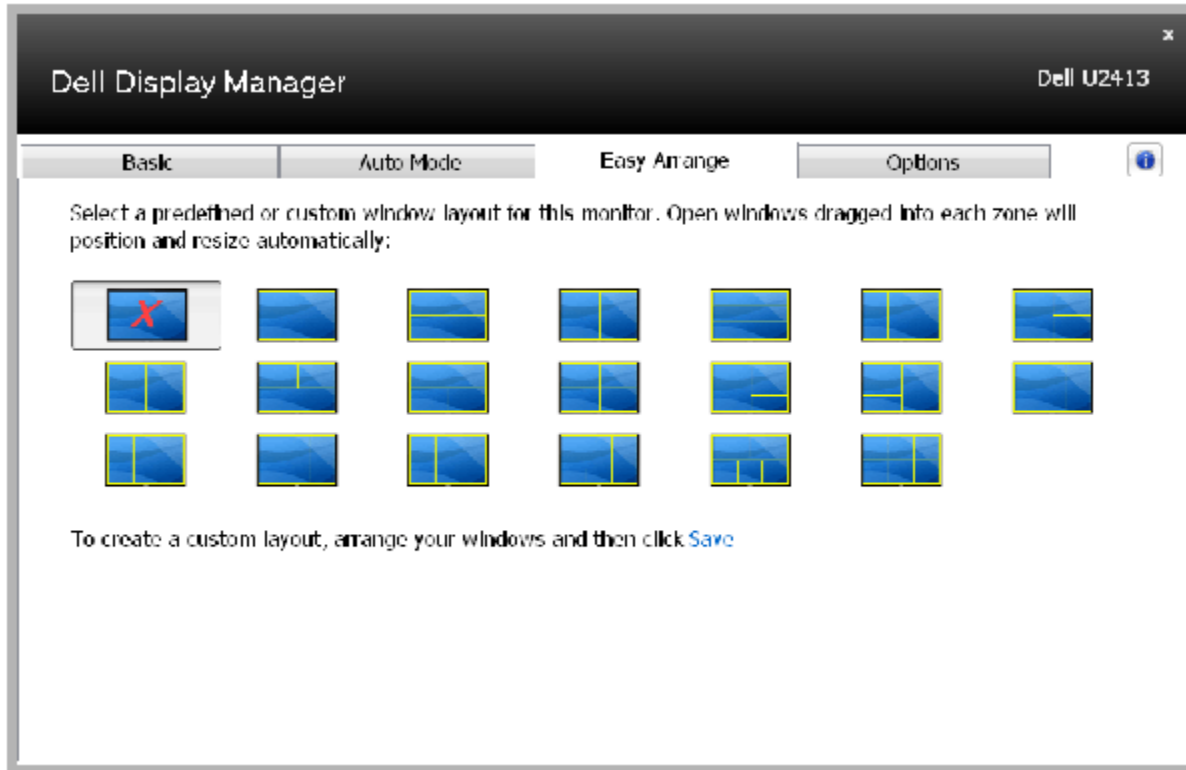 x
Dell Display Manager
Dell U2413
Basic
Auto Mode
Easy Arrange
Options
Select a predefined or custom window layout for this monitor. Open windows dragged into each zone will
position and resize automatically:
X
To create a custom layout, arrange your windows and then click Save